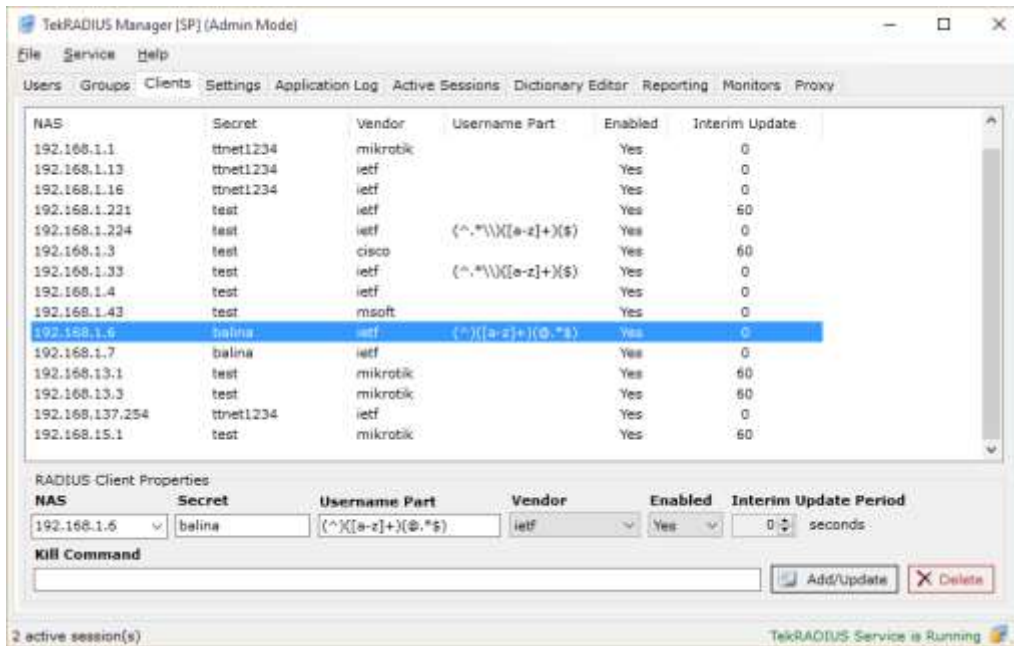 TekRADIUS Manager [SP] (Admin Mode)
File Service Help
Users Groups Clients Settings Application Log Active Sessions Dictionary Editor Reporting Monitors Proxy
NAS Secret Vendor Username Part Enabled Interim Update
192.168.1.1 ttnet1234 mikrotik Yes 0
192.168.1.13 ttnet1234 ietf Yes 0
192.168.1.16 ttnet1234 ietf Yes 0
192.168.1.221 test ietf Yes 60
192.168.1.224 test ietf (^.*\\)([a-z]+)($) Yes 0
192.168.1.3 test cisco Yes 60
192.168.1.33 test ietf (^.*\\)([a-z]+)($) Yes 0
192.168.1.4 test ietf Yes 0
192.168.1.43 test msoft Yes 0
192.168.1.6 balina ietf (^)([a-z]+)(@.*$) Yes 0
192.168.1.7 balina ietf Yes 0
192.168.13.1 test mikrotik Yes 60
192.168.13.3 test mikrotik Yes 60
192.168.137.254 ttnet1234 ietf Yes 0
192.168.15.1 test mikrotik Yes 60
RADIUS Client Properties
NAS Secret Username Part Vendor Enabled Interim Update Period
192.168.1.6 balina (^)([a-z]+)(@.*$) ietf Yes 0 seconds
Kill Command
Add/Update Delete
2 active session(s) TekRADIUS Service is Running